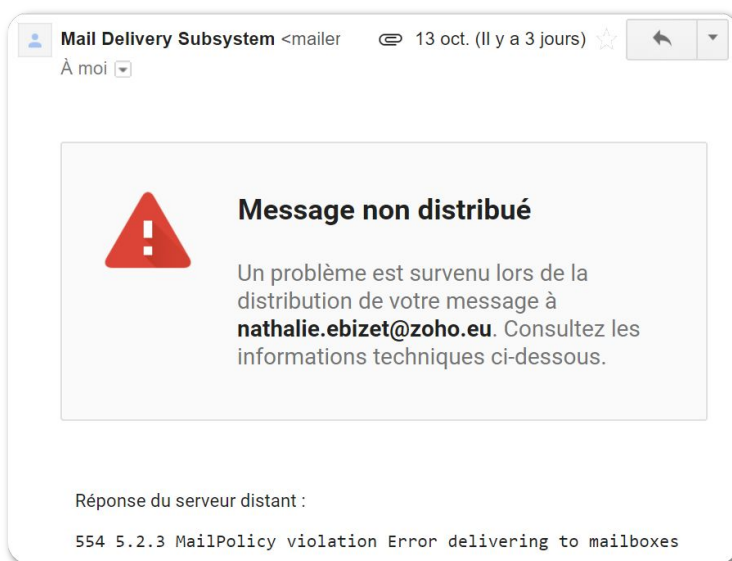 Mail Delivery Subsystem <mailer 13 oct. (Il y a 3 jours)
À moi
Message non distribué
Un problème est survenu lors de la
distribution de votre message à
nathalie.ebizet@zoho.eu. Consultez les
informations techniques ci-dessous.
Réponse du serveur distant :
554 5.2.3 MailPolicy violation Error delivering to mailboxes